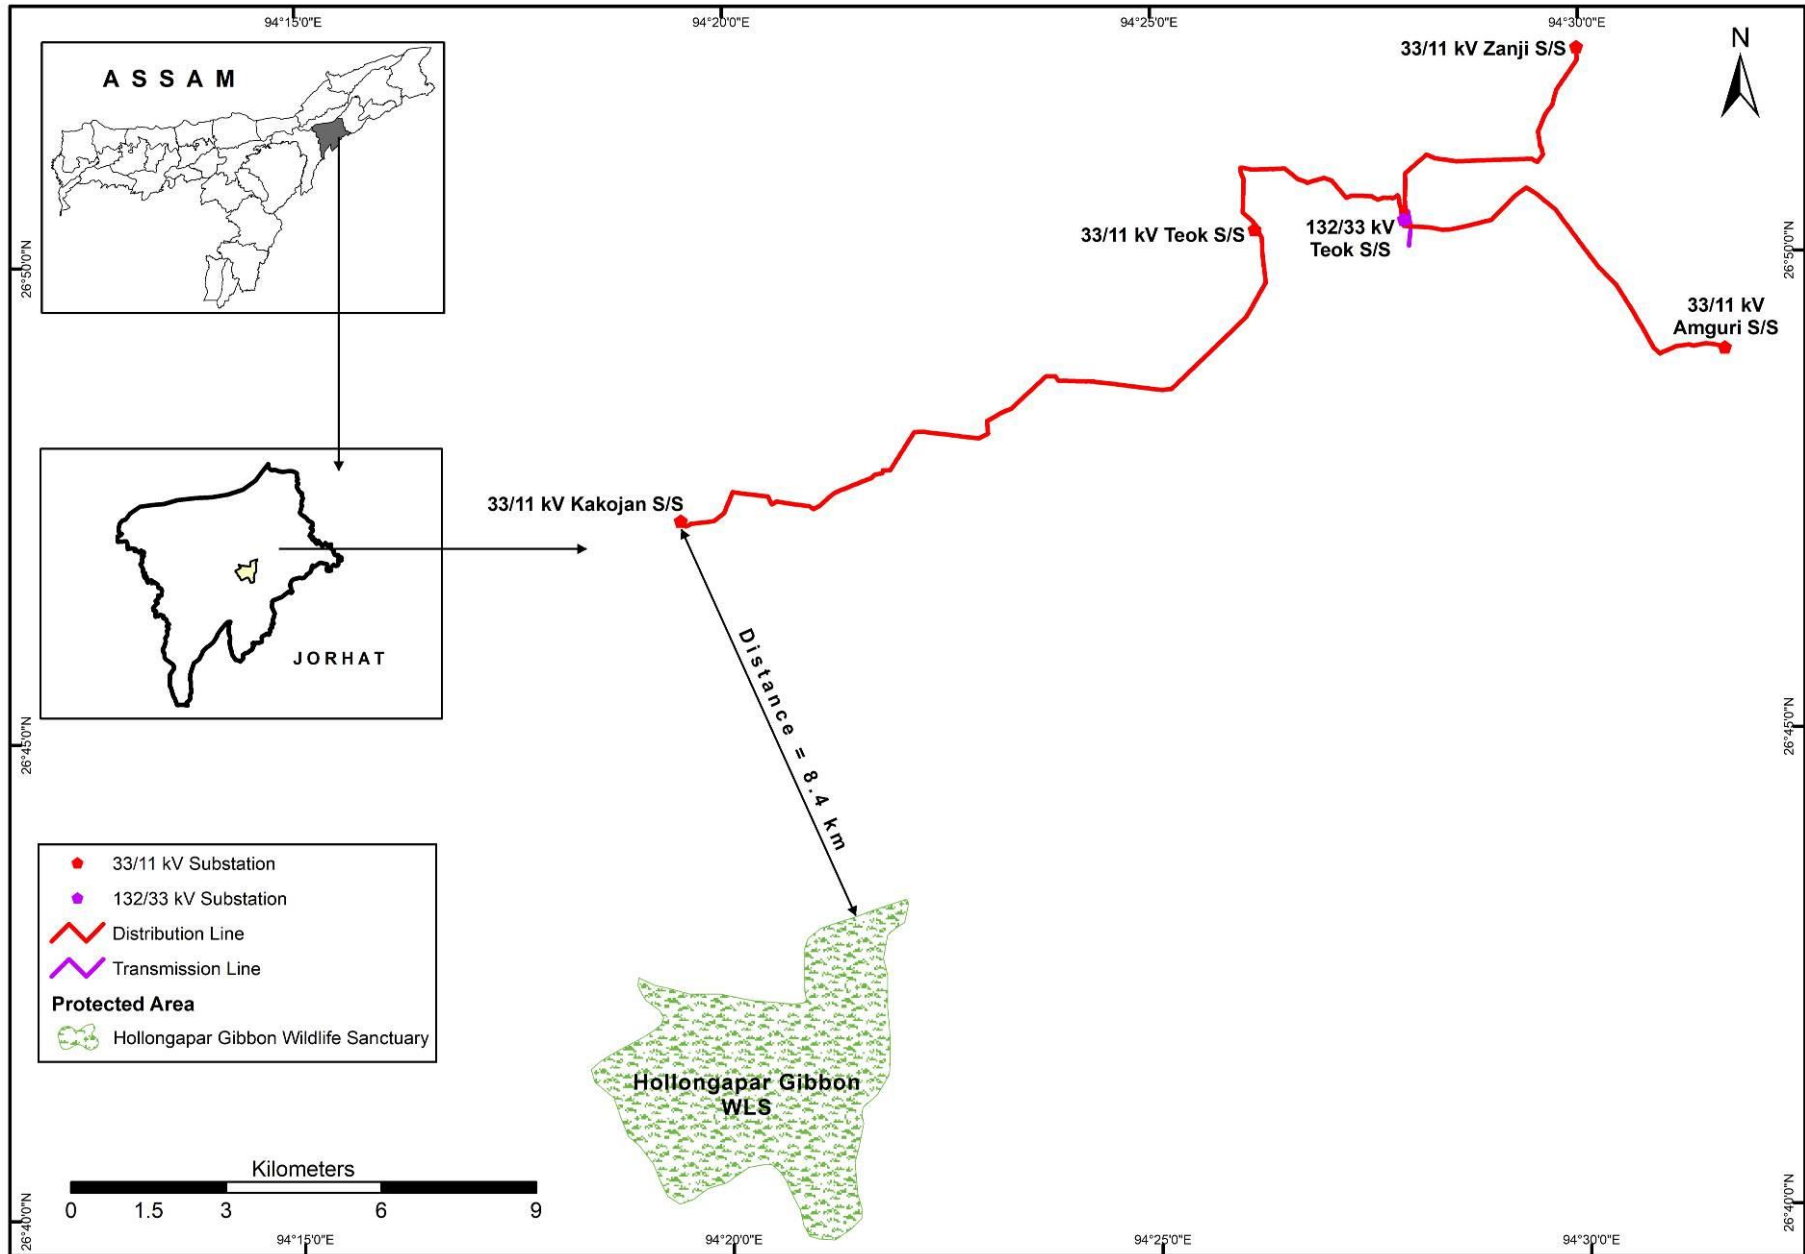 94°15'0"E
94°20'0"E
94°25'0"E
94°30'0"E
ASSAM
33/11 kV Zanji S/S
N
33/11 kV Teok S/S
132/33 kV
Teok S/S
26°50'0"N
26°50'0"N
33/11 kV
Amguri S/S
33/11 kV Kakojan S/S
JORHAT
Distance = 8.4 km
26°45'0"N
26°45'0"N
33/11 kV Substation
132/33 kV Substation
Distribution Line
Transmission Line
Protected Area
Hollongapar Gibbon Wildlife Sanctuary
Hollongapar Gibbon
WLS
Kilometers
0 1.5 3 6 9
26°40'0"N
26°40'0"N
94°15'0"E
94°20'0"E
94°25'0"E
94°30'0"E